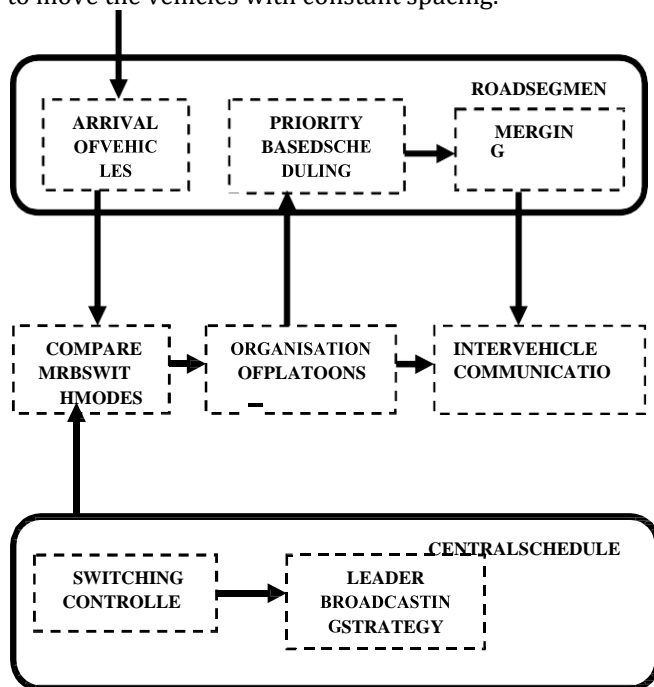 to move the vehicles with constant spacing.
ROADSEGMEN
ARRIVAL
OFVEHIC
LES
PRIORITY
BASEDSCHE
DULING
MERGIN
G
COMPARE
MRBSWIT
HMODES
ORGANISATION
OFPLATOONS
INTERVEHICLE
COMMUNICATIO
CENTRALSCHEDULE
SWITCHING
CONTROLLE
LEADER
BROADCASTIN
GSTRATEGY